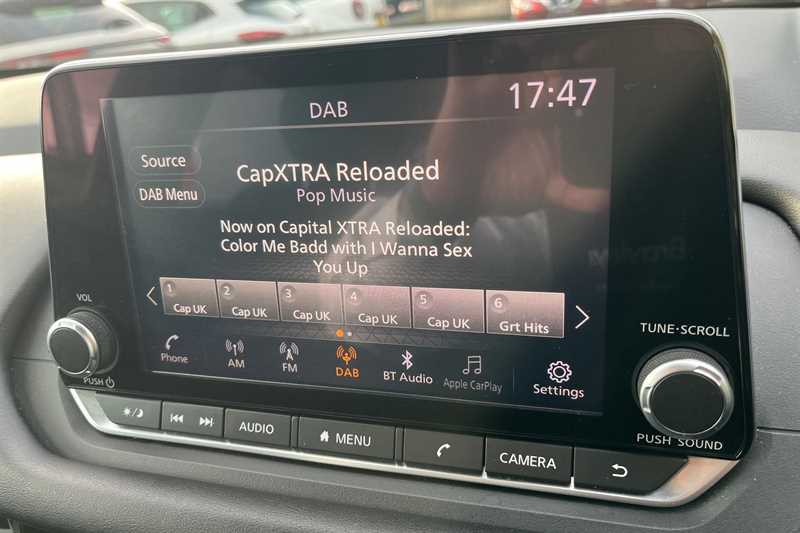 DAB
17:47
Source
DAB Menu
CapXTRA Reloaded
Pop Music
Now on Capital XTRA Reloaded:
Color Me Badd with I Wanna Sex
You Up
1 Cap UK
2 Cap UK
3 Cap UK
4 Cap UK
5 Cap UK
6 Grt Hits
Phone
AM
FM
DAB
BT Audio
Apple CarPlay
Settings
VOL
PUSH
TUNE·SCROLL
PUSH SOUND
AUDIO
MENU
CAMERA